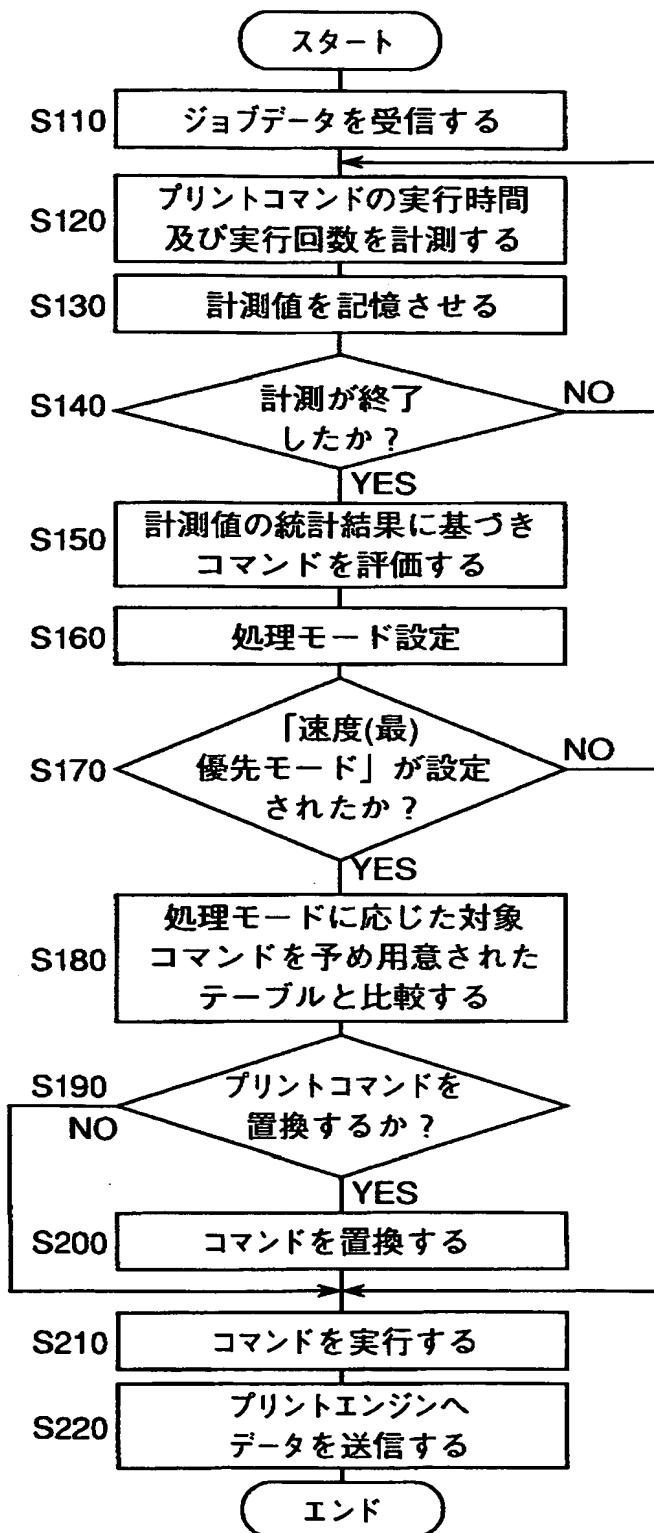 スタート
S110
ジョブデータを受信する
S120
プリントコマンドの実行時間
及び実行回数を計測する
S130
計測値を記憶させる
S140
計測が終了
したか?
NO
YES
S150
計測値の統計結果に基づき
コマンドを評価する
S160
処理モード設定
S170
「速度(最)
優先モード」が設定
されたか?
NO
YES
S180
処理モードに応じた対象
コマンドを予め用意された
テーブルと比較する
S190
プリントコマンドを
置換するか?
NO
YES
S200
コマンドを置換する
S210
コマンドを実行する
S220
プリントエンジンへ
データを送信する
エンド